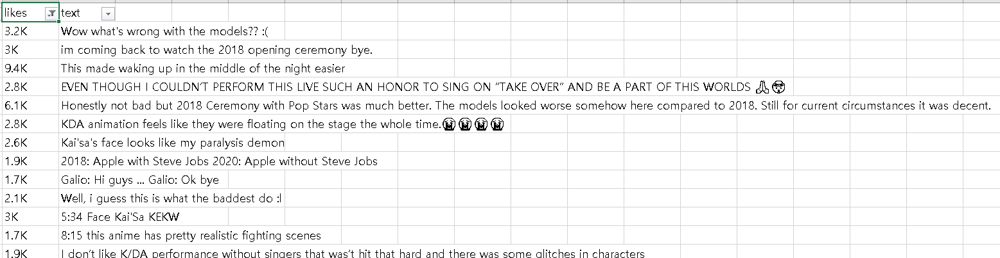 likes text
3.2K Wow what's wrong with the models?? :(
3K im coming back to watch the 2018 opening ceremony bye.
9.4K This made waking up in the middle of the night easier
2.8K EVEN THOUGH I COULDN'T PERFORM THIS LIVE SUCH AN HONOR TO SING ON “TAKE OVER” AND BE A PART OF THIS WORLDS 🙏😎
6.1K Honestly not bad but 2018 Ceremony with Pop Stars was much better. The models looked worse somehow here compared to 2018. Still for current circumstances it was decent.
2.8K KDA animation feels like they were floating on the stage the whole time.😭😭😭😭
2.6K Kai'sa's face looks like my paralysis demon
1.9K 2018: Apple with Steve Jobs 2020: Apple without Steve Jobs
1.7K Galio: Hi guys ... Galio: Ok bye
2.1K Well, i guess this is what the baddest do :l
3K 5:34 Face Kai'Sa KEKW
1.7K 8:15 this anime has pretty realistic fighting scenes
1.9K I don't like K/DA performance without singers that was't hit that hard and there was some glitches in characters